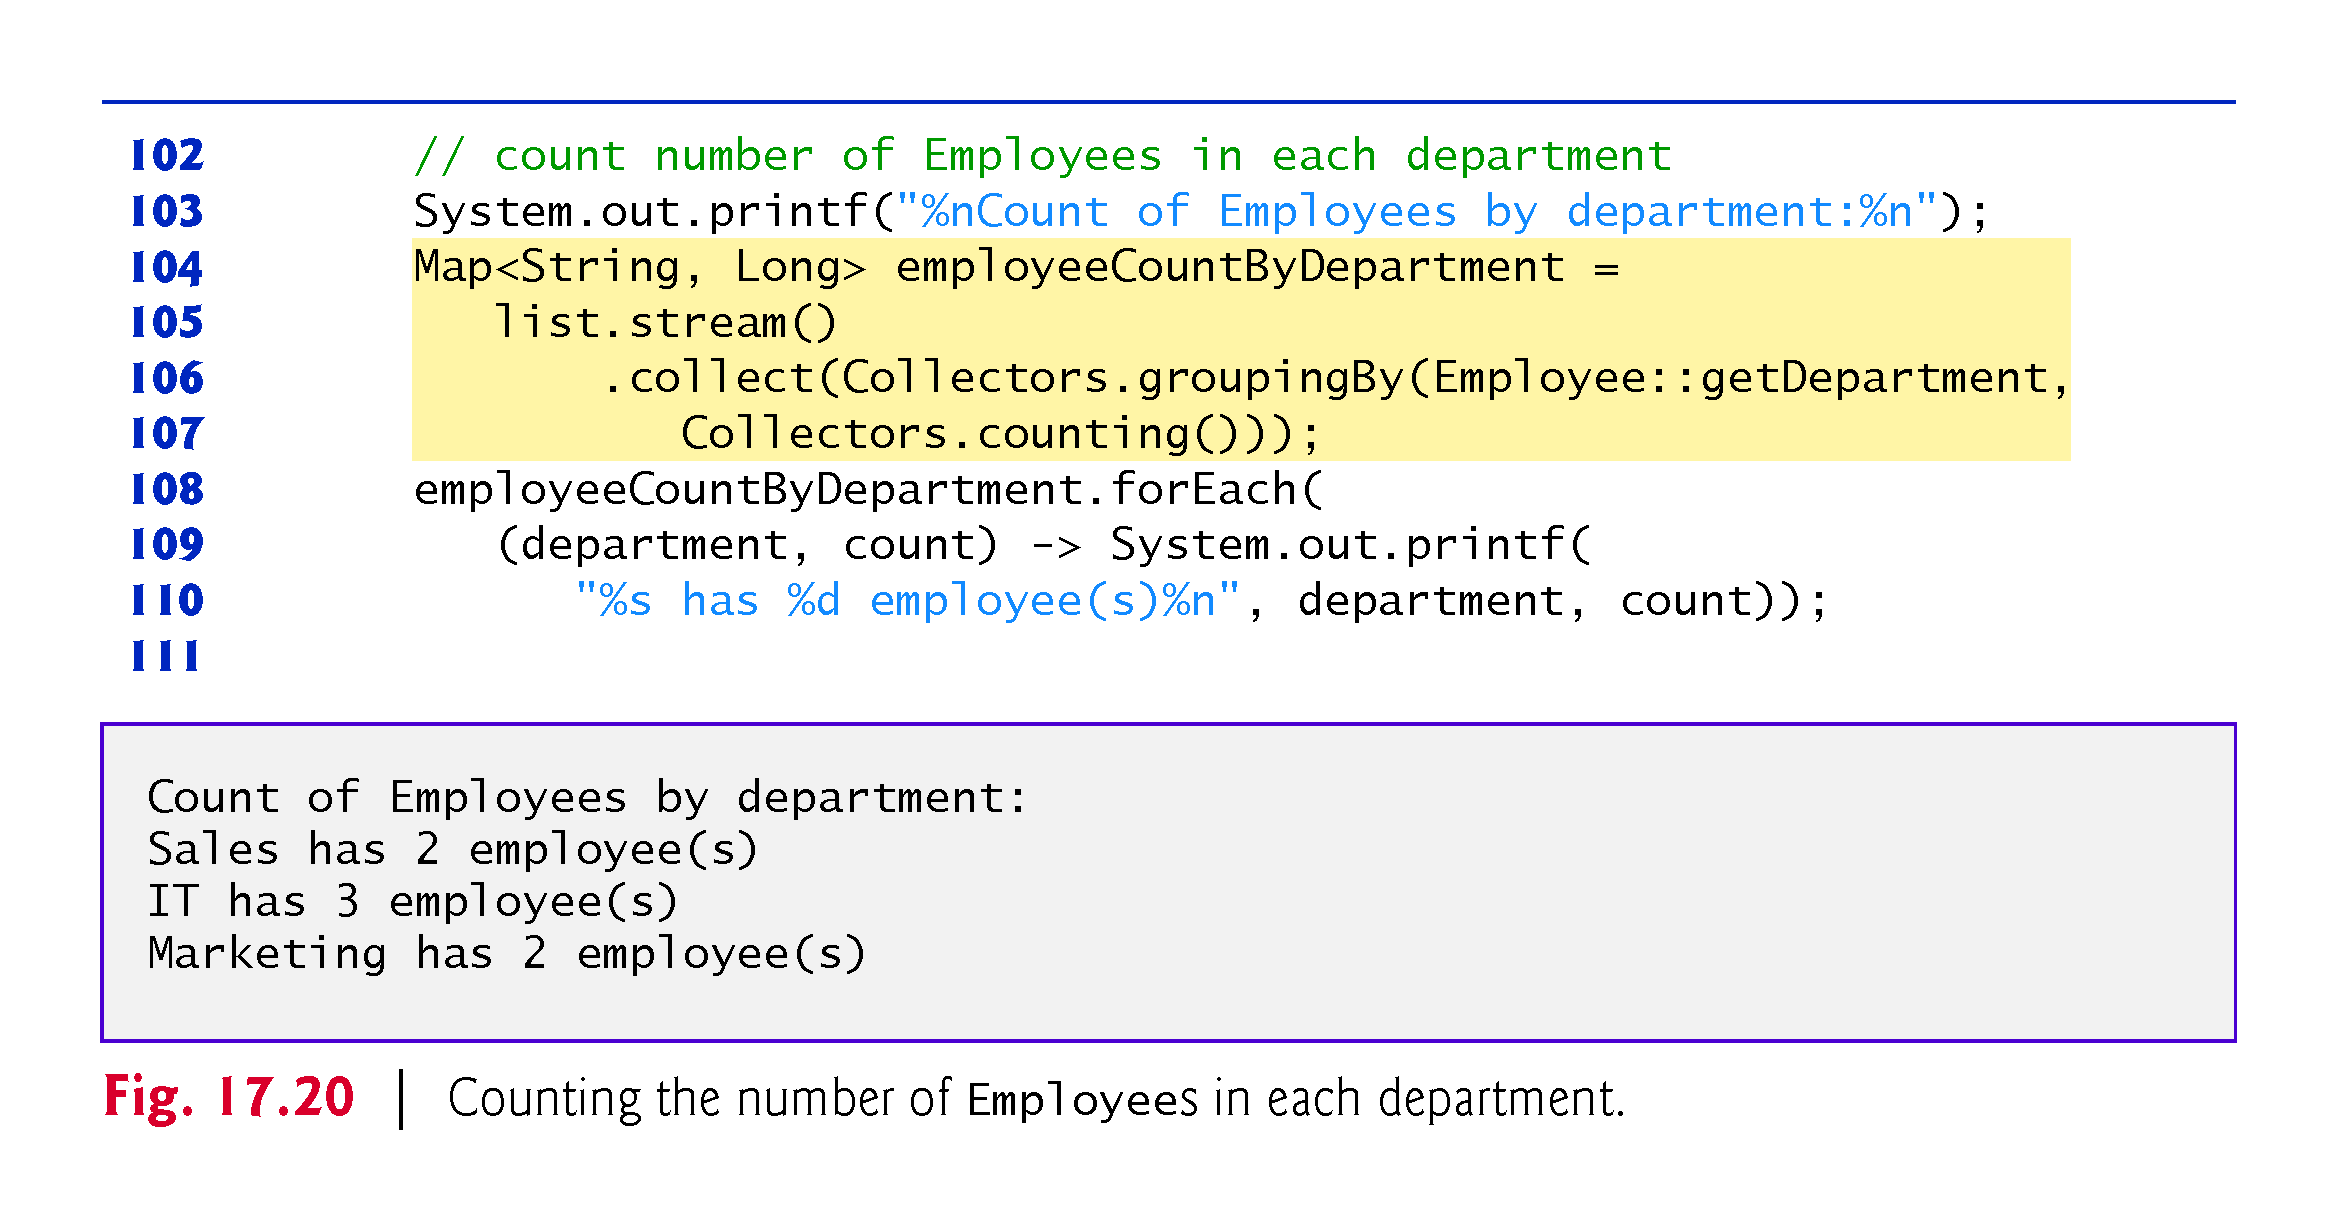 102 // count number of Employees in each department
103 System.out.printf("%nCount of Employees by department:%n");
104 Map<String, Long> employeeCountByDepartment =
105 list.stream()
106 .collect(Collectors.groupingBy(Employee::getDepartment,
107 Collectors.counting()));
108 employeeCountByDepartment.forEach(
109 (department, count) -> System.out.printf(
110 "%s has %d employee(s)%n", department, count));
111
Count of Employees by department:
Sales has 2 employee(s)
IT has 3 employee(s)
Marketing has 2 employee(s)
Fig. 17.20 | Counting the number of Employees in each department.